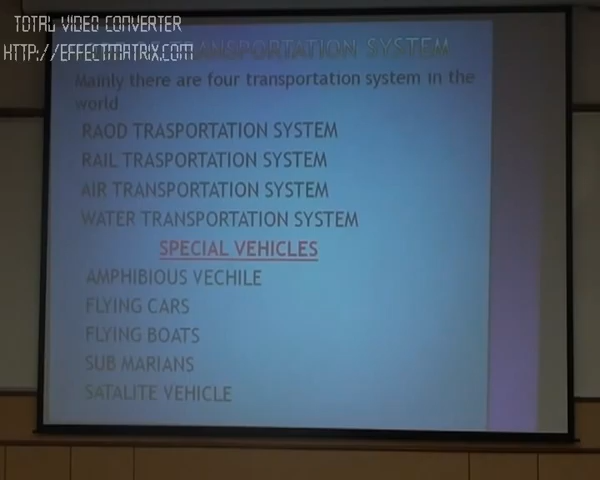 TOTAL VIDEO CONVERTER
HTTP://EFFECTMATRIX.COM
TRANSPORTATION SYSTEM
Mainly there are four transportation system in the
world
RAOD TRASPORTATION SYSTEM
RAIL TRASPORTATION SYSTEM
AIR TRANSPORTATION SYSTEM
WATER TRANSPORTATION SYSTEM
SPECIAL VEHICLES
AMPHIBIOUS VECHILE
FLYING CARS
FLYING BOATS
SUB MARIANS
SATALITE VEHICLE